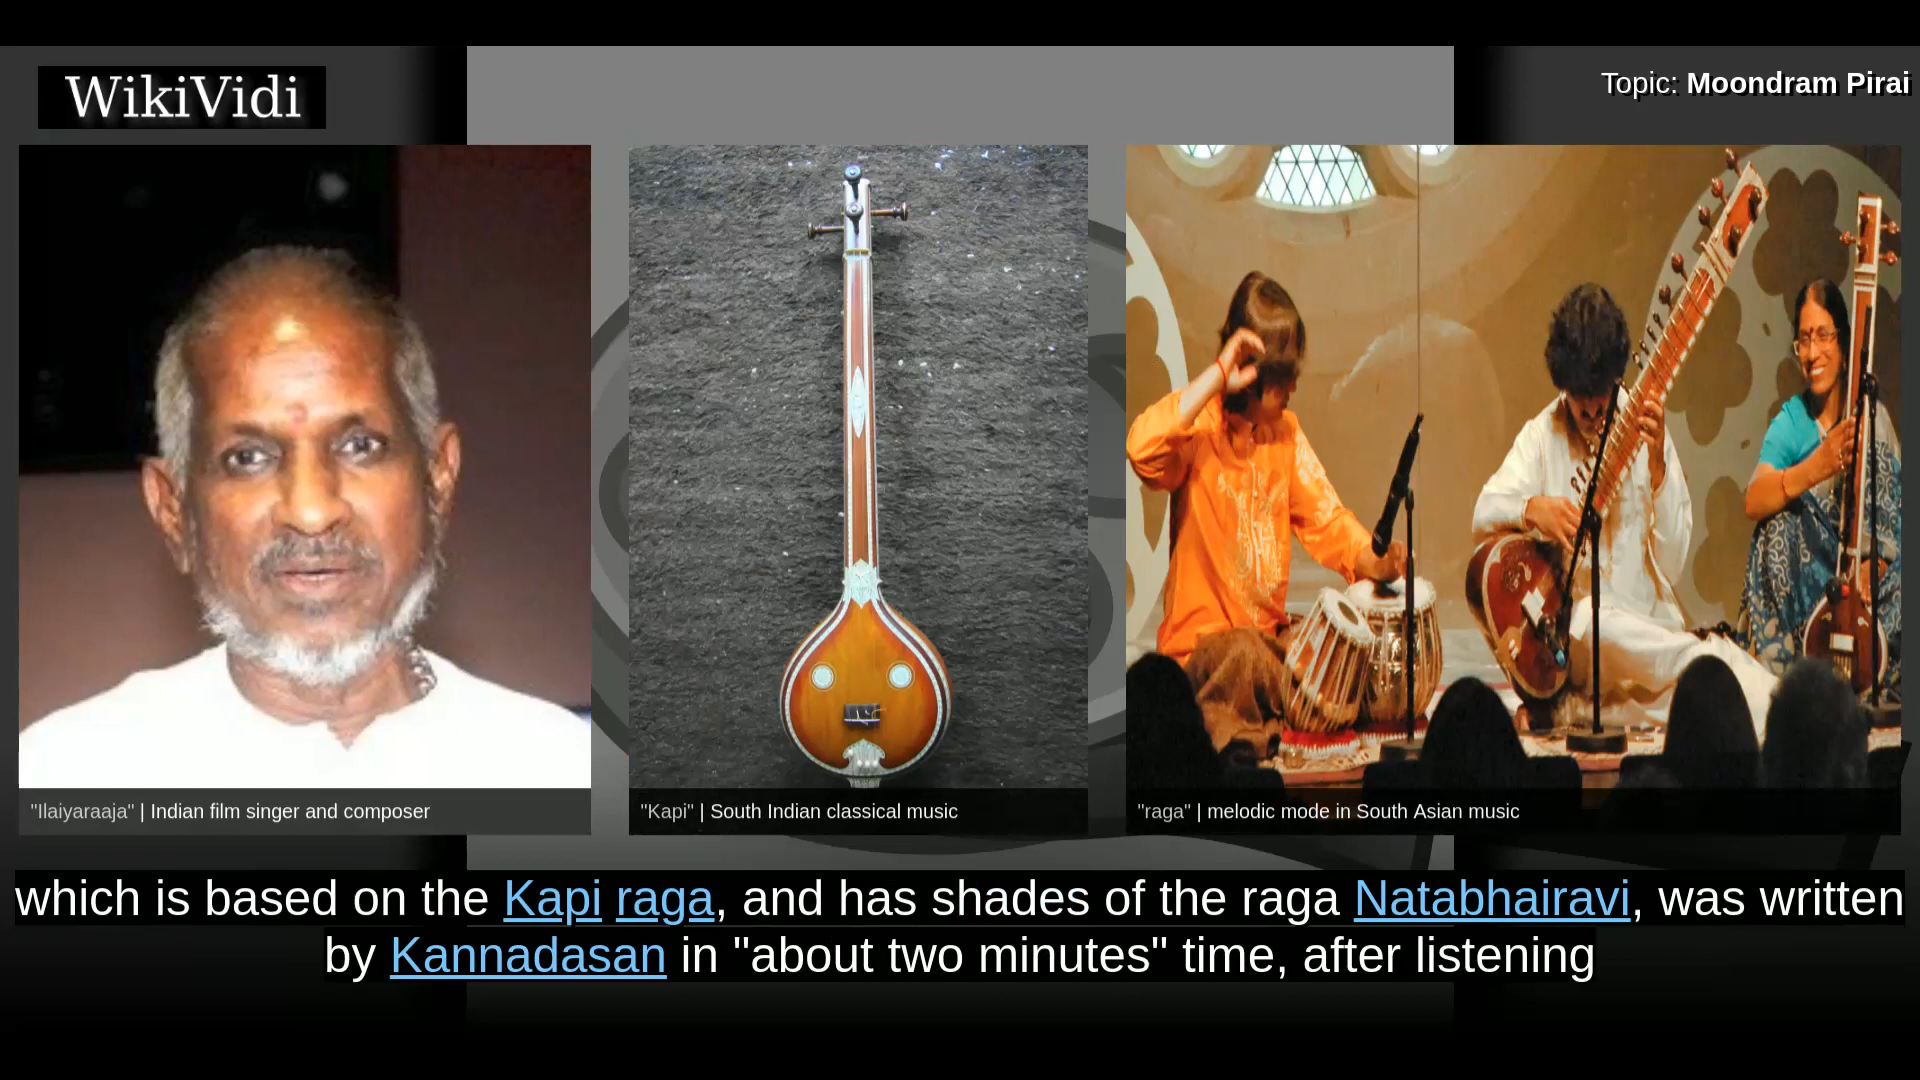 WikiVidi
Topic: Moondram Pirai
"Ilaiyaraaja" | Indian film singer and composer
"Kapi" | South Indian classical music
"raga" | melodic mode in South Asian music
which is based on the Kapi raga, and has shades of the raga Natabhairavi, was written
by Kannadasan in "about two minutes" time, after listening